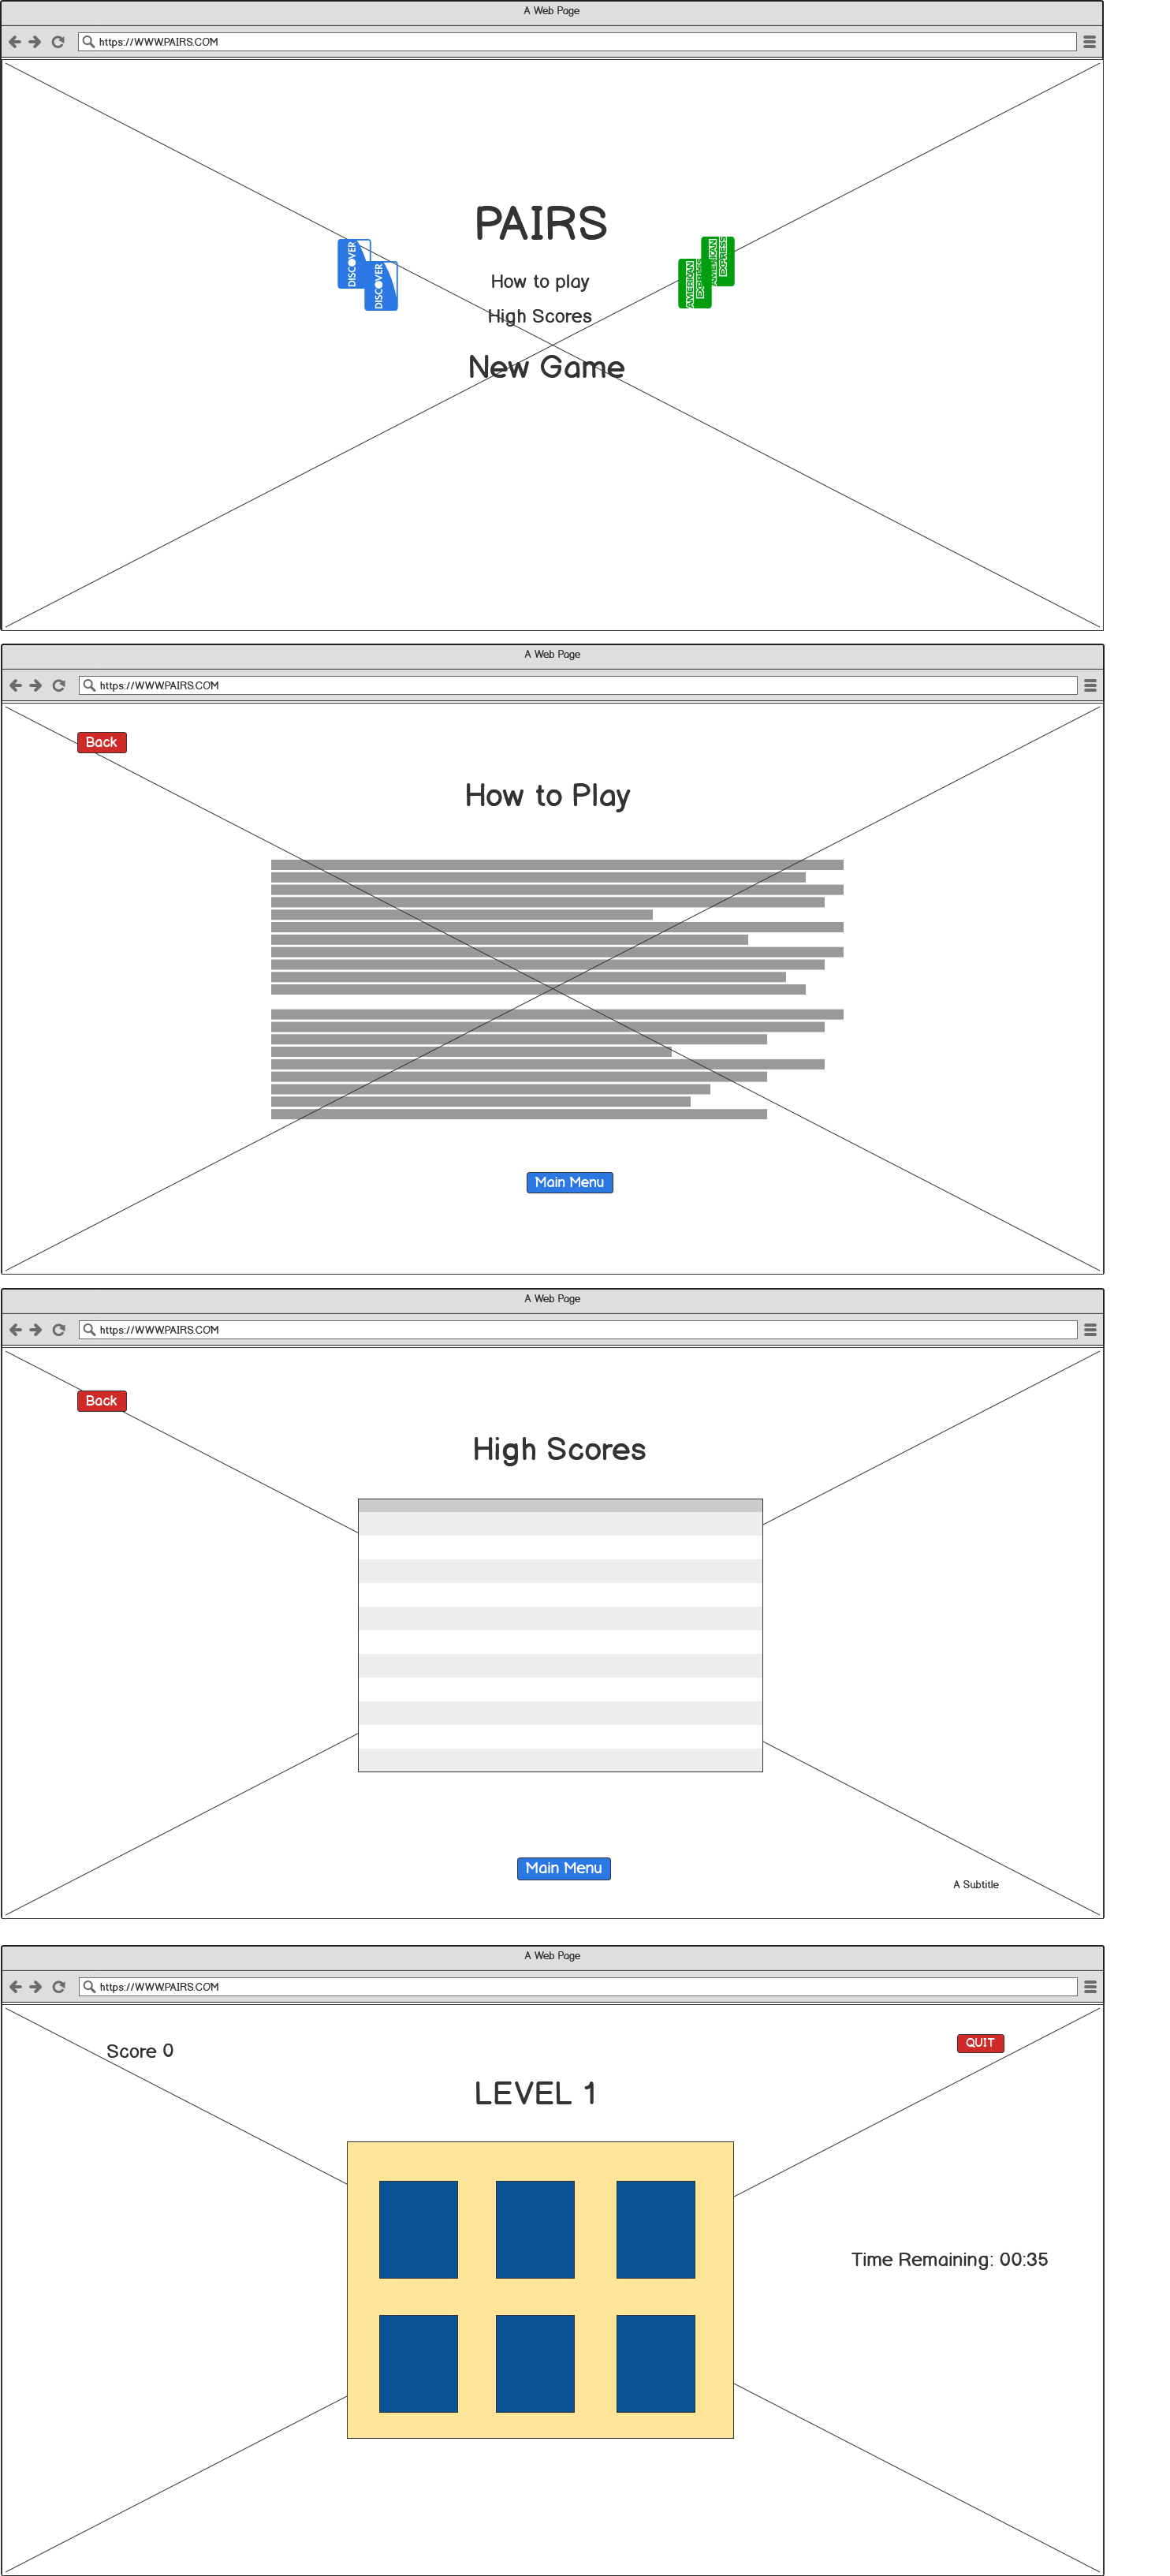 A Web Page
https://WWW.PAIRS.COM
PAIRS
DISCOVER
DISCOVER
AMERICAN
EXPRESS
AMERICAN
EXPRESS
How to play
High Scores
New Game
A Web Page
https://WWW.PAIRS.COM
Back
How to Play
Main Menu
A Web Page
https://WWW.PAIRS.COM
Back
High Scores
Main Menu
A Subtitle
A Web Page
https://WWW.PAIRS.COM
Score 0
QUIT
LEVEL 1
Time Remaining: 00:35